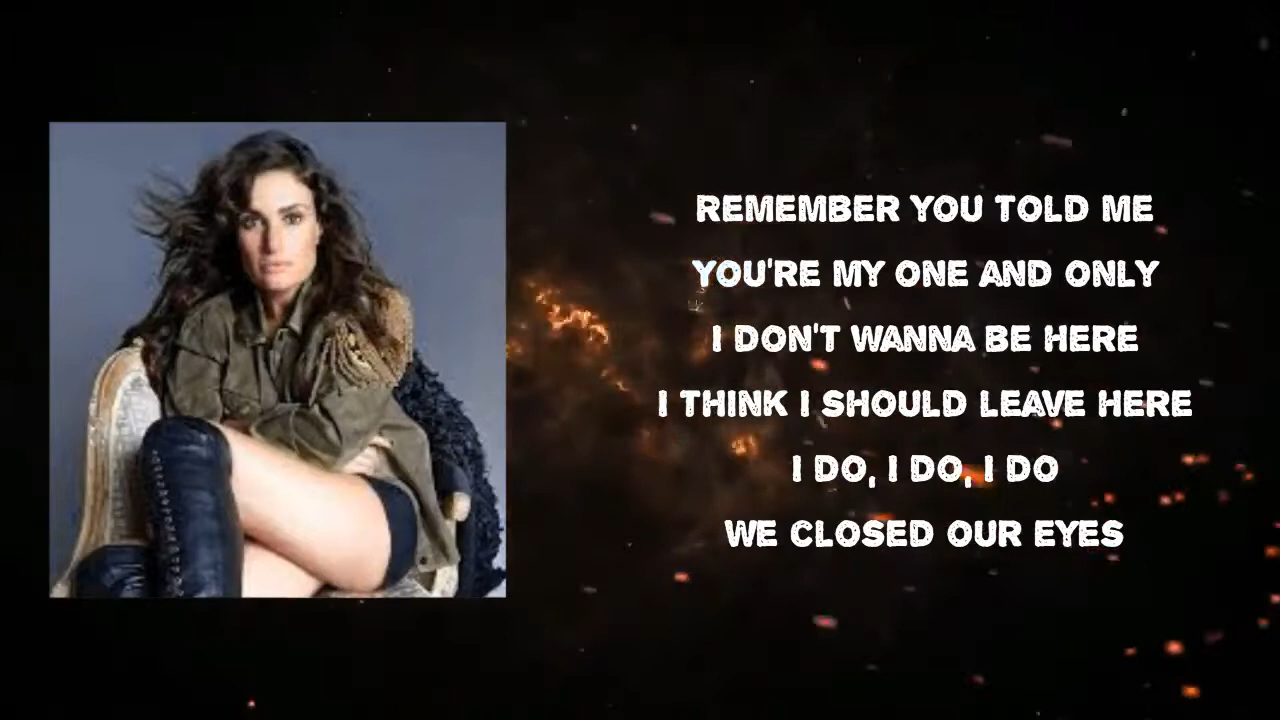 REMEMBER YOU TOLD ME
YOU'RE MY ONE AND ONLY
I DON'T WANNA BE HERE
I THINK I SHOULD LEAVE HERE
I DO, I DO, I DO
WE CLOSED OUR EYES